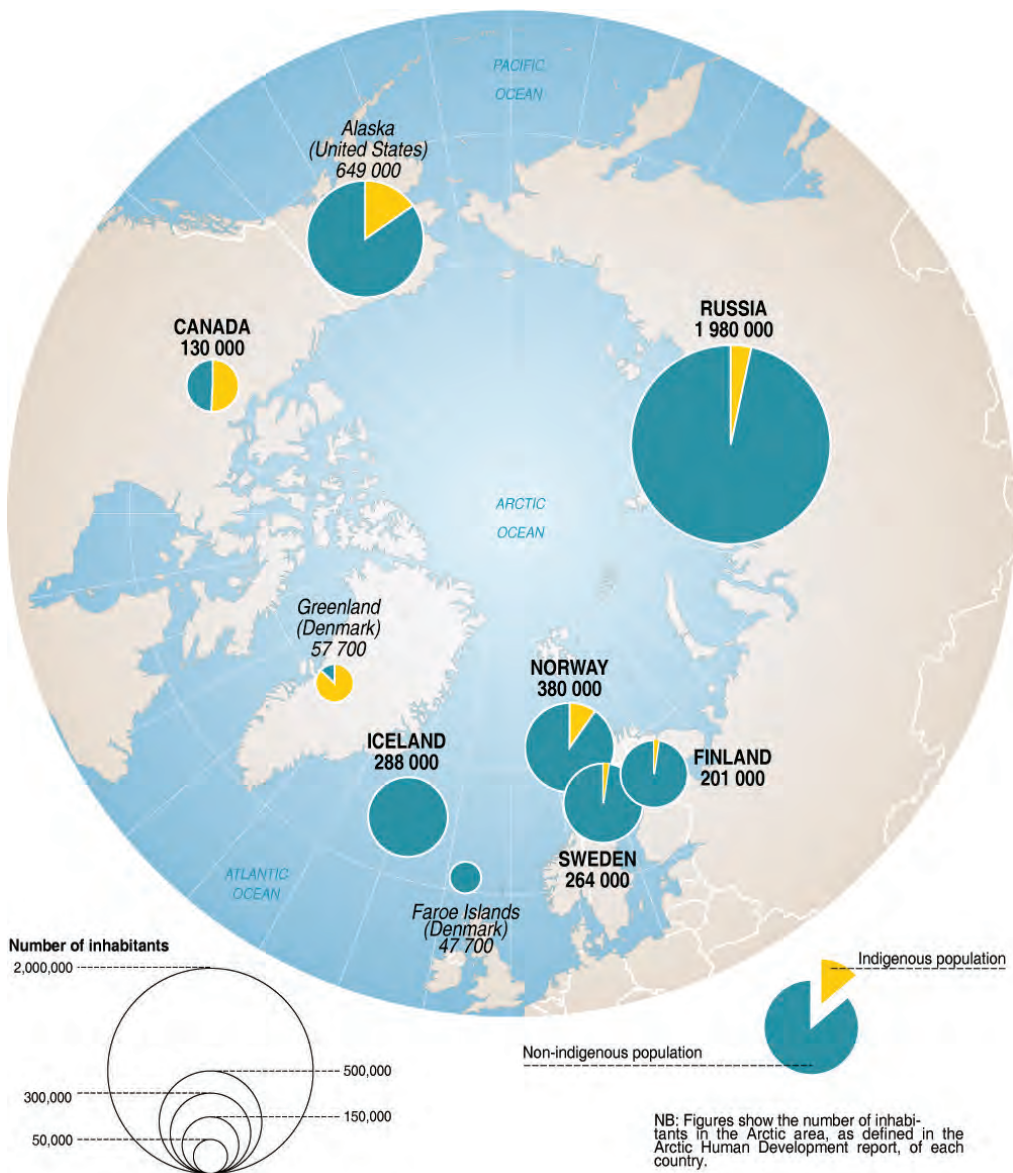 PACIFIC
OCEAN
Alaska
(United States)
649 000
RUSSIA
1 980 000
CANADA
130 000
ARCTIC
OCEAN
Greenland
(Denmark)
57 700
NORWAY
380 000
ICELAND
288 000
FINLAND
201 000
SWEDEN
264 000
ATLANTIC
OCEAN
Faroe Islands
(Denmark)
47 700
Number of inhabitants
2,000,000
500,000
300,000
150,000
50,000
Indigenous population
Non-indigenous population
NB: Figures show the number of inhabi-
tants in the Arctic area, as defined in the
Arctic Human Development report, of each
country.